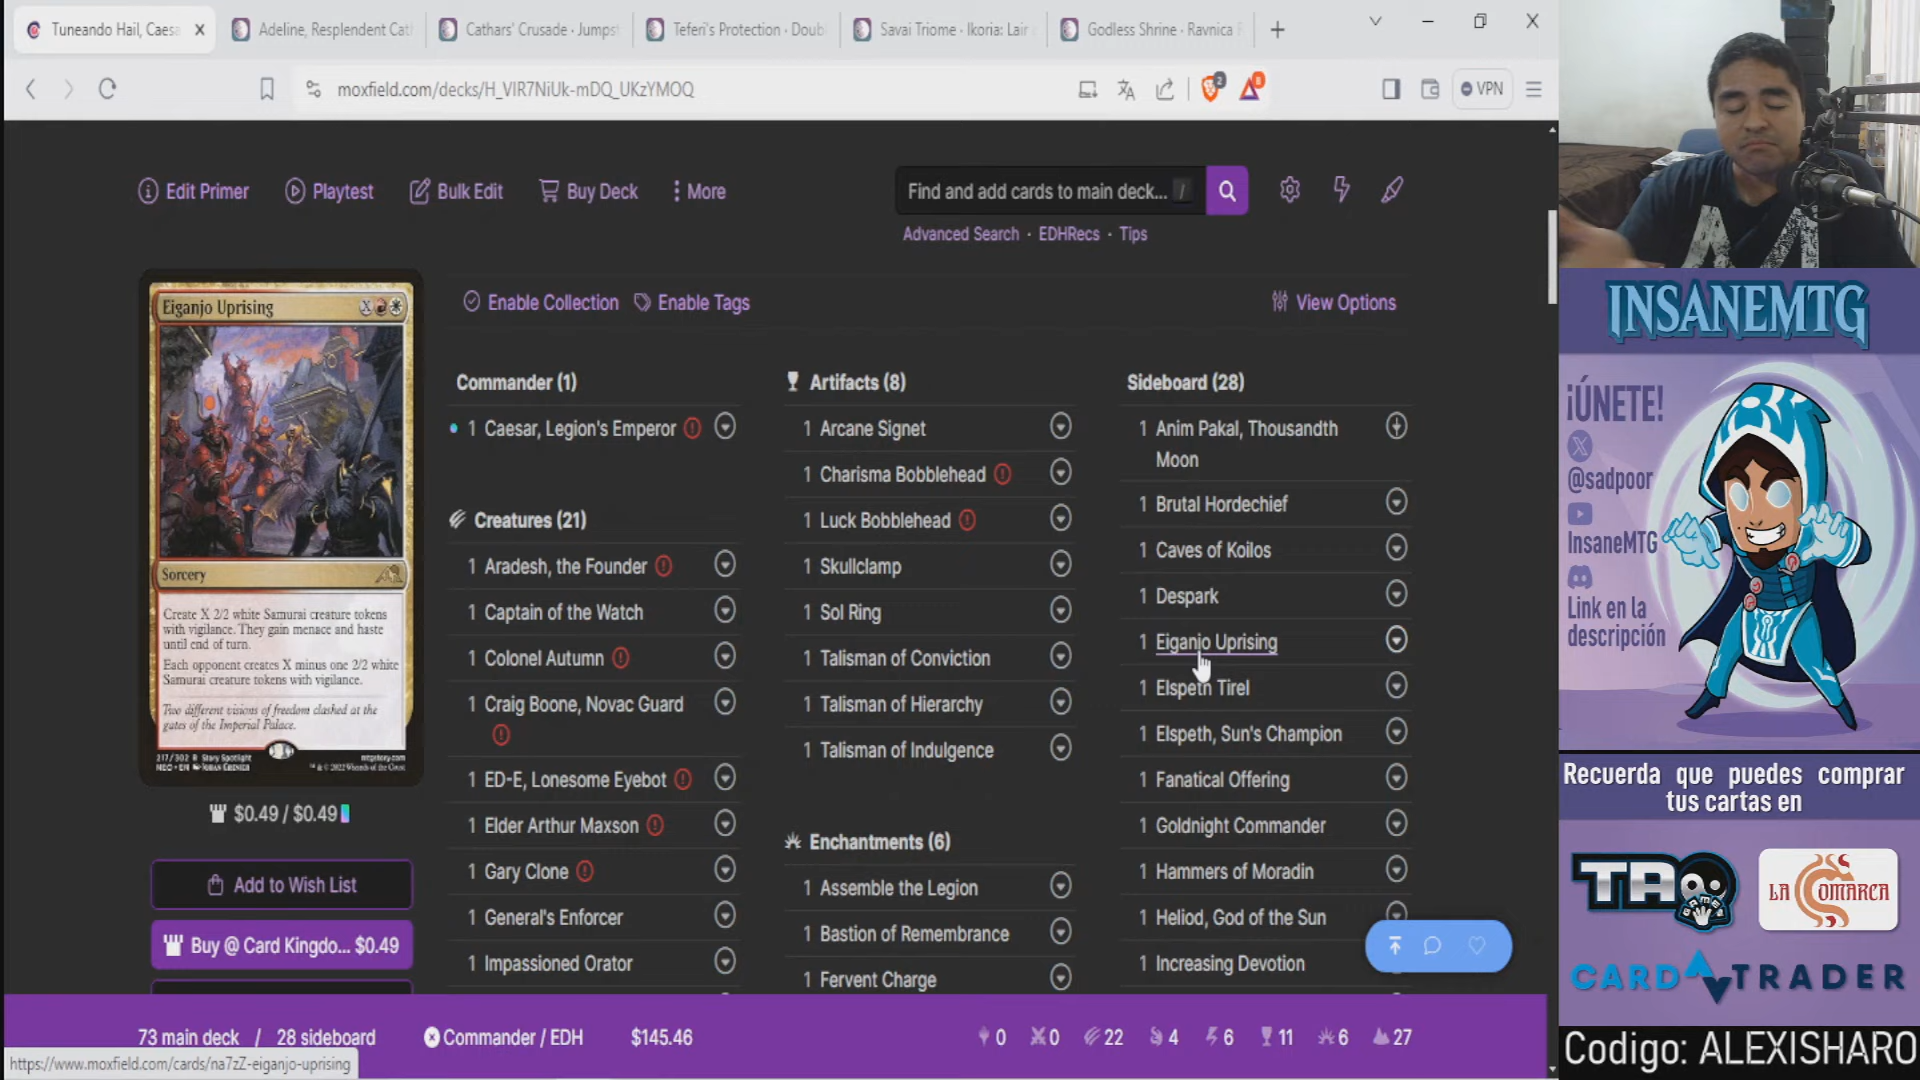 Tuneando Hail, Caesa
Adeline, Resplendent Cath
Cathars' Crusade · Jumpst
Teferi's Protection · Doubl
Savai Triome · Ikoria: Lair
Godless Shrine · Ravnica R
moxfield.com/decks/H_VIR7NiUk-mDQ_UKzYMOQ
2
8
VPN
Edit Primer
Playtest
Bulk Edit
Buy Deck
More
Find and add cards to main deck... /
Advanced Search · EDHRecs · Tips
Enable Collection
Enable Tags
View Options
Eiganjo Uprising X
Sorcery
Create X 2/2 white Samurai creature tokens
with vigilance. They gain menace and haste
until end of turn.
Each opponent creates X minus one 2/2 white
Samurai creature tokens with vigilance.
Two different visions of freedom clashed at the
gates of the Imperial Palace.
217/302 R Story Spotlight
mtgstory.com
$0.49 / $0.49
Add to Wish List
Buy @ Card Kingdo... $0.49
Commander (1)
1 Caesar, Legion's Emperor
Creatures (21)
1 Aradesh, the Founder
1 Captain of the Watch
1 Colonel Autumn
1 Craig Boone, Novac Guard
1 ED-E, Lonesome Eyebot
1 Elder Arthur Maxson
1 Gary Clone
1 General's Enforcer
1 Impassioned Orator
Artifacts (8)
1 Arcane Signet
1 Charisma Bobblehead
1 Luck Bobblehead
1 Skullclamp
1 Sol Ring
1 Talisman of Conviction
1 Talisman of Hierarchy
1 Talisman of Indulgence
Enchantments (6)
1 Assemble the Legion
1 Bastion of Remembrance
1 Fervent Charge
Sideboard (28)
1 Anim Pakal, Thousandth
Moon
1 Brutal Hordechief
1 Caves of Koilos
1 Despark
1 Eiganjo Uprising
1 Elspeth Tirel
1 Elspeth, Sun's Champion
1 Fanatical Offering
1 Goldnight Commander
1 Hammers of Moradin
1 Heliod, God of the Sun
1 Increasing Devotion
73 main deck / 28 sideboard
Commander / EDH
$145.46
0 0 22 4 6 11 6 27
https://www.moxfield.com/cards/na7zZ-eiganjo-uprising
INSANEMTG
¡ÚNETE!
@sadpoor
InsaneMTG
Link en la
descripción
Recuerda que puedes comprar
tus cartas en
LA COMARCA
CARD TRADER
Codigo: ALEXISHARO